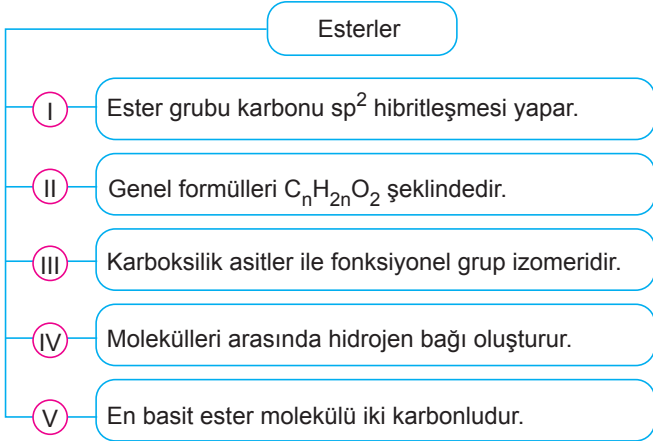 Esterler
I
Ester grubu karbonu sp² hibritleşmesi yapar.
II
Genel formülleri CₙH₂ₙO₂ şeklindedir.
III
Karboksilik asitler ile fonksiyonel grup izomeridir.
IV
Molekülleri arasında hidrojen bağı oluşturur.
V
En basit ester molekülü iki karbonludur.